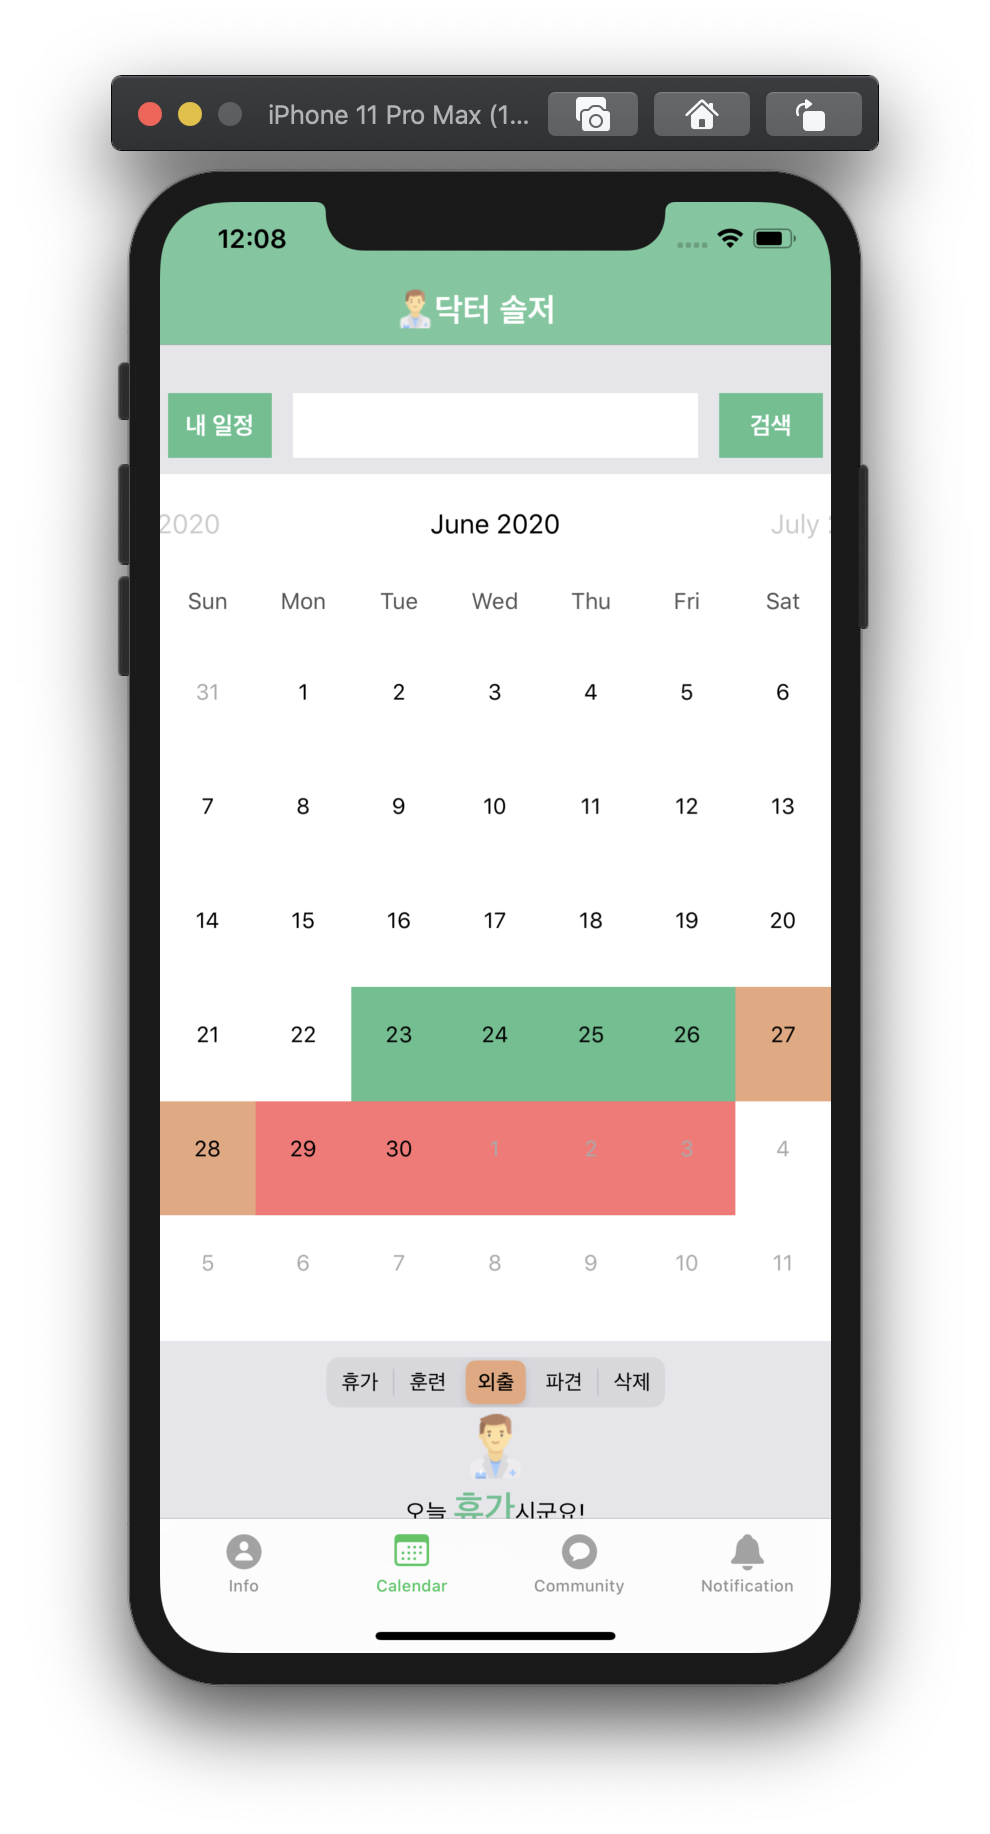 iPhone 11 Pro Max (1...
12:08
닥터 솔저
내 일정 검색
2020 June 2020 July
Sun Mon Tue Wed Thu Fri Sat
31 1 2 3 4 5 6
7 8 9 10 11 12 13
14 15 16 17 18 19 20
21 22 23 24 25 26 27
28 29 30 1 2 3 4
5 6 7 8 9 10 11
휴가 훈련 외출 파견 삭제
오늘 휴가시군요!
Info Calendar Community Notification